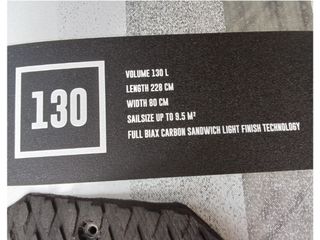 130
VOLUME 130 L
LENGTH 228 CM
WIDTH 80 CM
SAILSIZE UP TO 9.5 M²
FULL BIAX CARBON SANDWICH LIGHT FINISH TECHNOLOGY